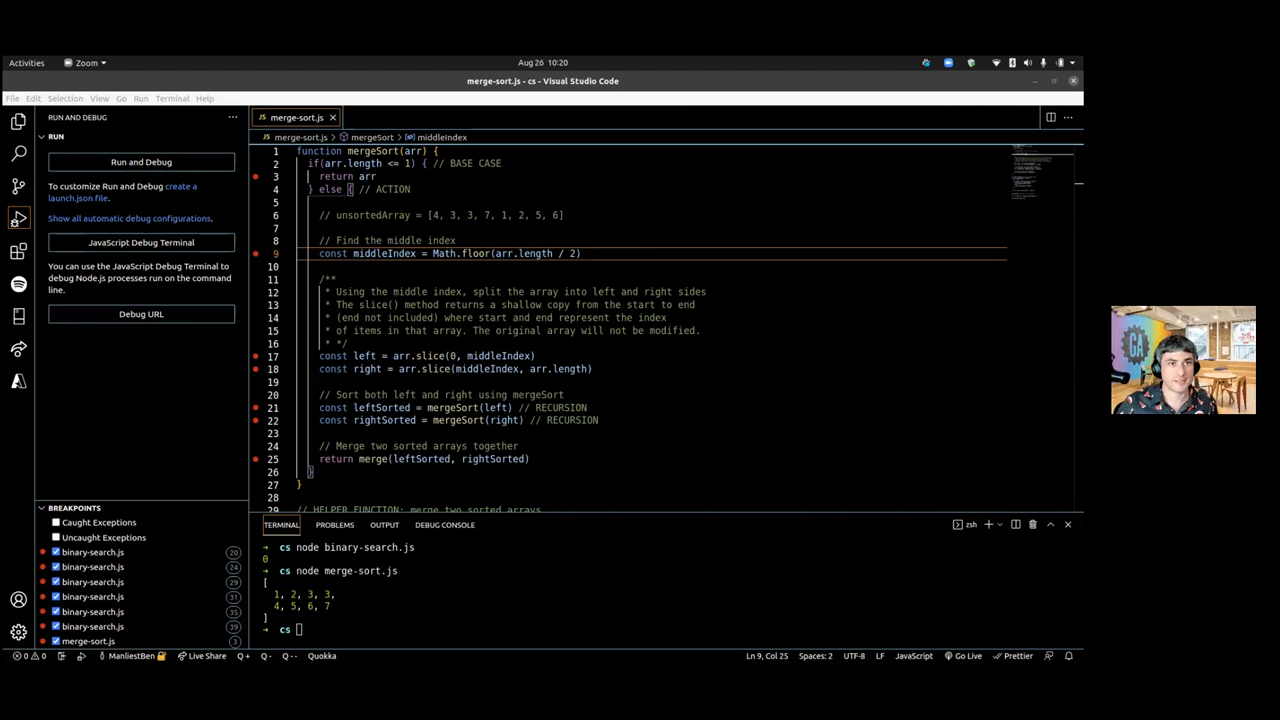 Activities
Zoom
Aug 26 10:20
merge-sort.js - cs - Visual Studio Code
File Edit Selection View Go Run Terminal Help
RUN AND DEBUG
RUN
Run and Debug
To customize Run and Debug create a
launch.json file.
Show all automatic debug configurations.
JavaScript Debug Terminal
You can use the JavaScript Debug Terminal to
debug Node.js processes run on the command
line.
Debug URL
BREAKPOINTS
Caught Exceptions
Uncaught Exceptions
binary-search.js 20
binary-search.js 24
binary-search.js 29
binary-search.js 31
binary-search.js 35
binary-search.js 39
merge-sort.js 3
JS merge-sort.js
JS merge-sort.js > mergeSort > middleIndex
1 function mergeSort(arr) {
2 if(arr.length <= 1) { // BASE CASE
3 return arr
4 } else { // ACTION
5
6 // unsortedArray = [4, 3, 3, 7, 1, 2, 5, 6]
7
8 // Find the middle index
9 const middleIndex = Math.floor(arr.length / 2)
10
11 /**
12 * Using the middle index, split the array into left and right sides
13 * The slice() method returns a shallow copy from the start to end
14 * (end not included) where start and end represent the index
15 * of items in that array. The original array will not be modified.
16 * */
17 const left = arr.slice(0, middleIndex)
18 const right = arr.slice(middleIndex, arr.length)
19
20 // Sort both left and right using mergeSort
21 const leftSorted = mergeSort(left) // RECURSION
22 const rightSorted = mergeSort(right) // RECURSION
23
24 // Merge two sorted arrays together
25 return merge(leftSorted, rightSorted)
26 }
27 }
28
29 // HELPER FUNCTION: merge two sorted arrays
TERMINAL PROBLEMS OUTPUT DEBUG CONSOLE
zsh
→ cs node binary-search.js
0
→ cs node merge-sort.js
[
1, 2, 3, 3,
4, 5, 6, 7
]
→ cs
0 0
ManliestBen
Live Share
Q +
Q -
Q --
Quokka
Ln 9, Col 25
Spaces: 2
UTF-8
LF
JavaScript
Go Live
Prettier
GA